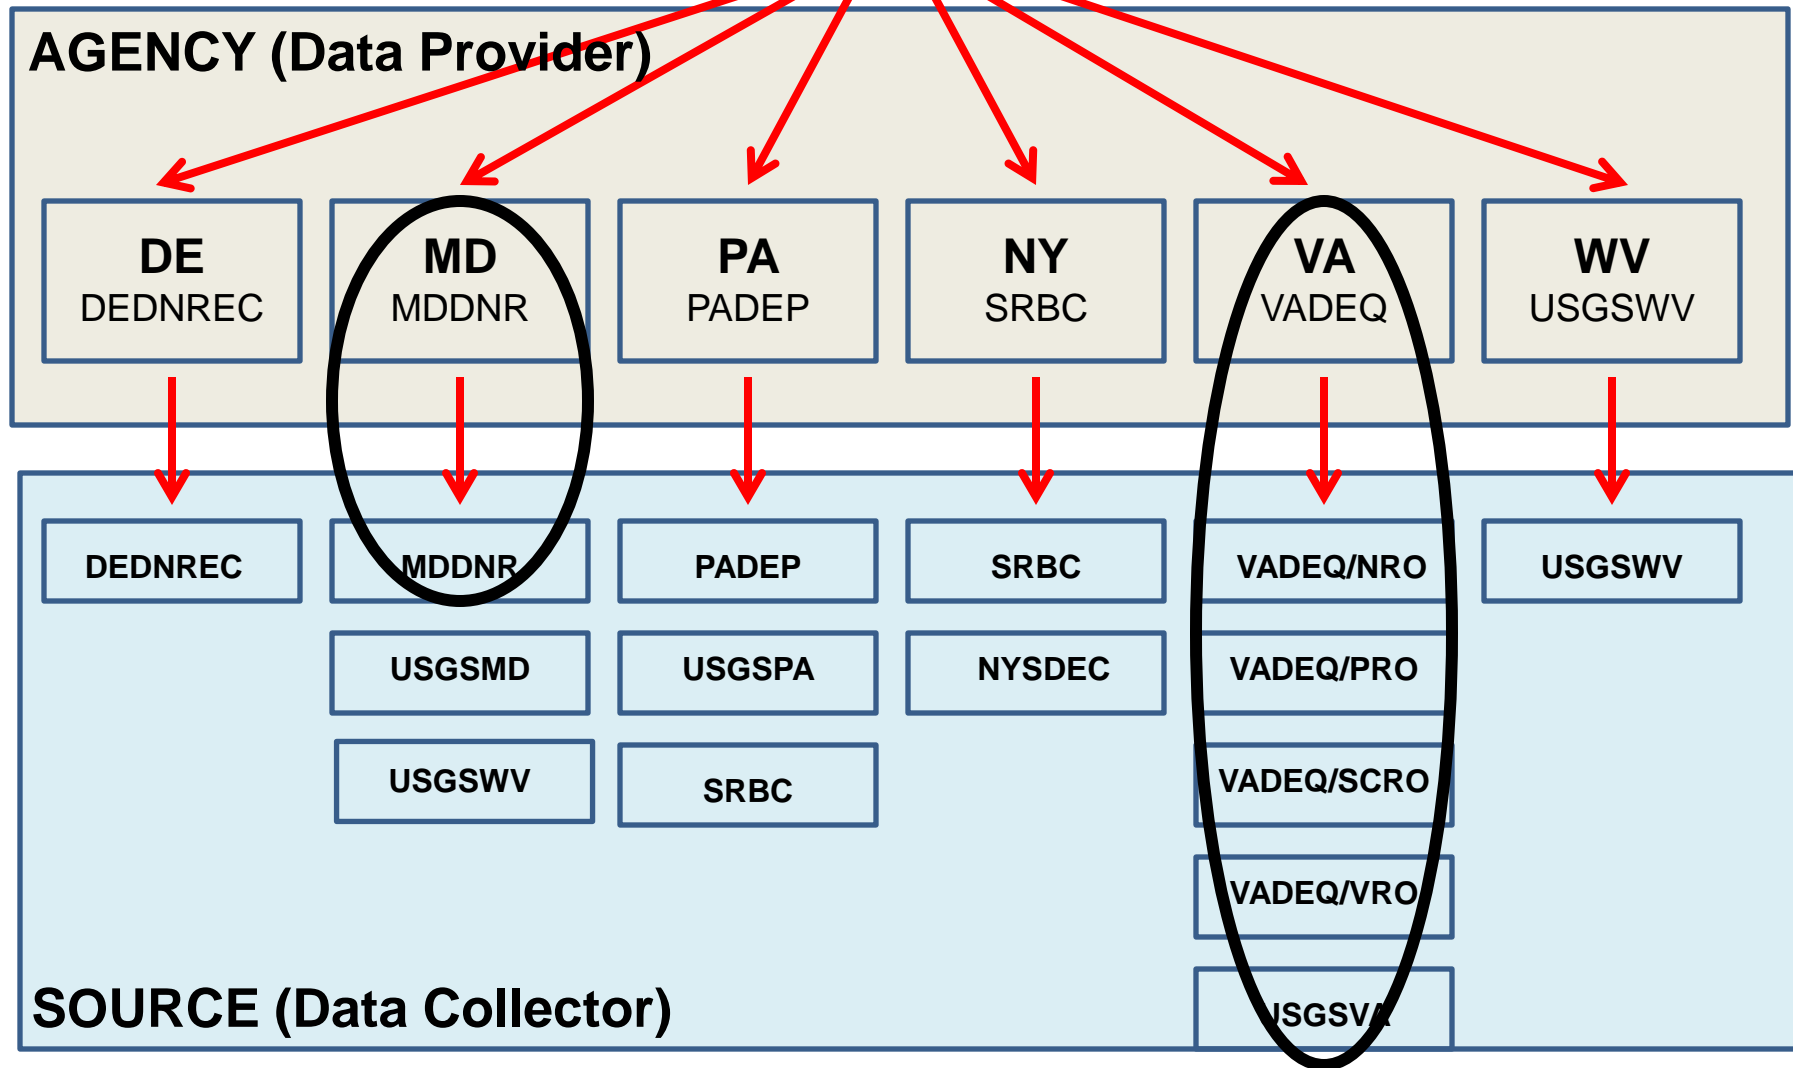 AGENCY (Data Provider)
DE
DEDNREC
MD
MDDNR
PA
PADEP
NY
SRBC
VA
VADEQ
WV
USGSWV
DEDNREC
MDDNR
PADEP
SRBC
VADEQ/NRO
USGSWV
USGSMD
USGSPA
NYSDEC
VADEQ/PRO
USGSWV
SRBC
VADEQ/SCRO
VADEQ/VRO
SOURCE (Data Collector)
USGSVA